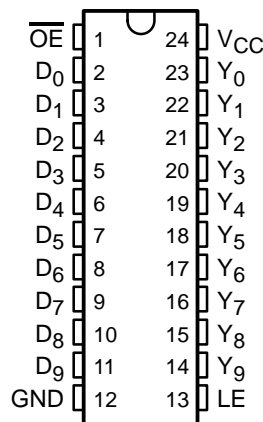 O̅E̅ 1 24 VCC
D0 2 23 Y0
D1 3 22 Y1
D2 4 21 Y2
D3 5 20 Y3
D4 6 19 Y4
D5 7 18 Y5
D6 8 17 Y6
D7 9 16 Y7
D8 10 15 Y8
D9 11 14 Y9
GND 12 13 LE